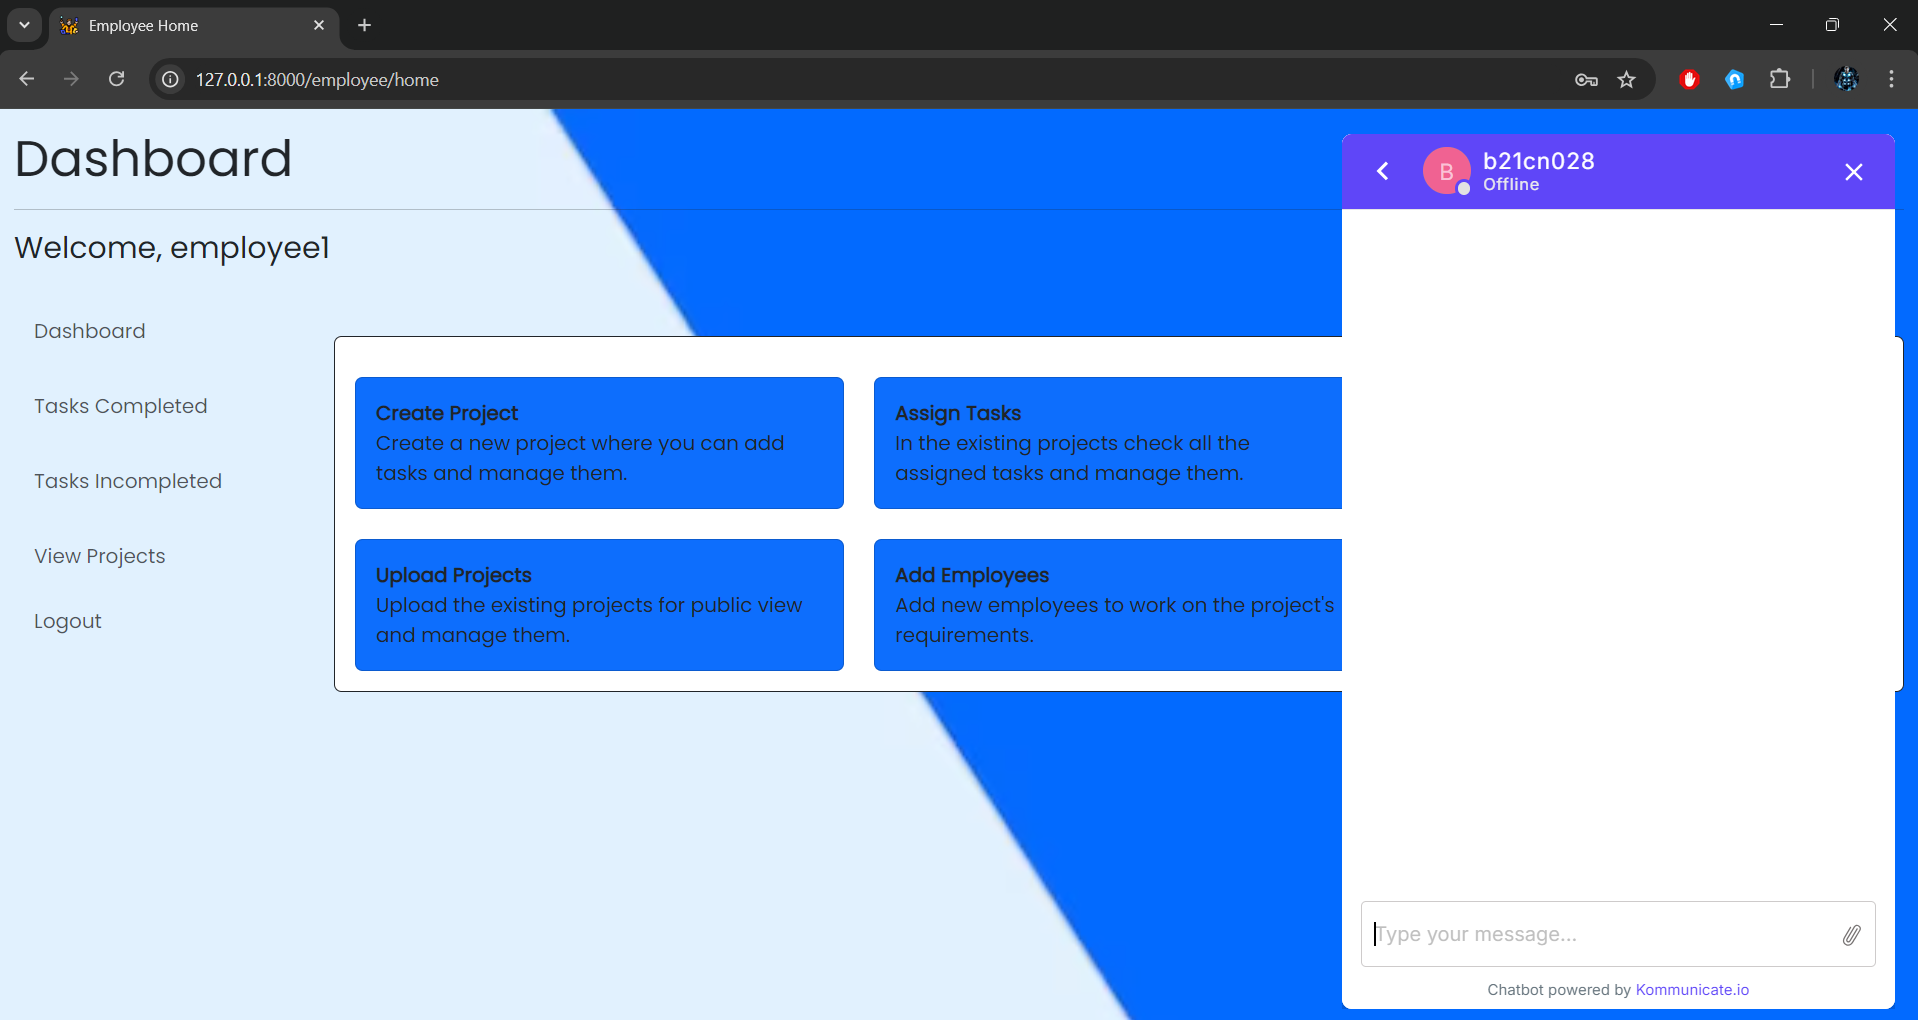 Employee Home
127.0.0.1:8000/employee/home
Dashboard
Welcome, employee1
Dashboard
Tasks Completed
Tasks Incompleted
View Projects
Logout
Create Project
Create a new project where you can add
tasks and manage them.
Assign Tasks
In the existing projects check all the
assigned tasks and manage them.
Upload Projects
Upload the existing projects for public view
and manage them.
Add Employees
Add new employees to work on the project's
requirements.
B
b21cn028
Offline
Type your message...
Chatbot powered by Kommunicate.io